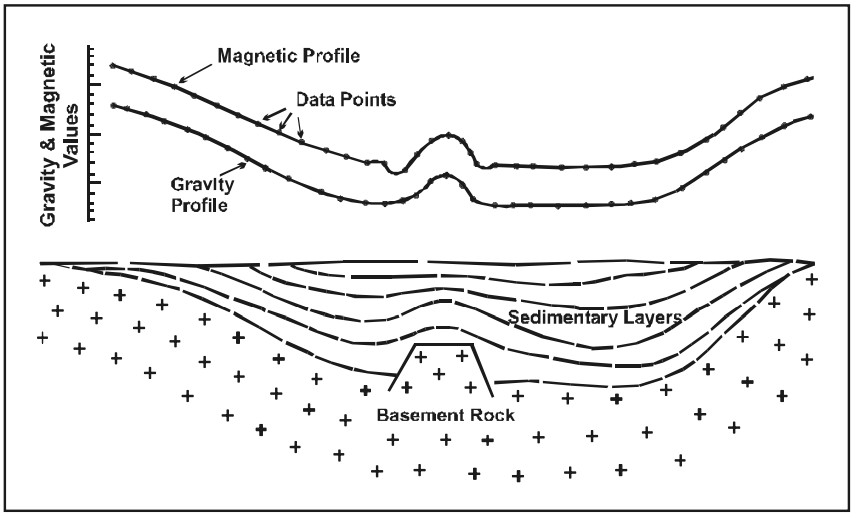 Magnetic Profile
Data Points
Gravity & Magnetic
Values
Gravity
Profile
Sedimentary Layers
Basement Rock